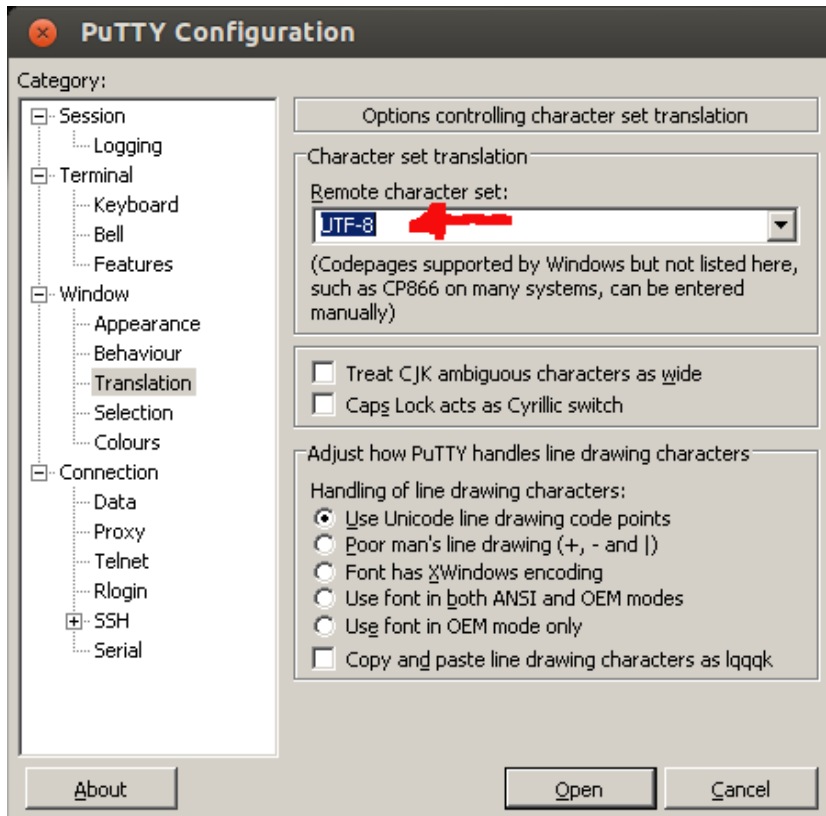 PuTTY Configuration
Category:
Session
Logging
Terminal
Keyboard
Bell
Features
Window
Appearance
Behaviour
Translation
Selection
Colours
Connection
Data
Proxy
Telnet
Rlogin
SSH
Serial
Options controlling character set translation
Character set translation
Remote character set:
UTF-8
(Codepages supported by Windows but not listed here,
such as CP866 on many systems, can be entered
manually)
Treat CJK ambiguous characters as wide
Caps Lock acts as Cyrillic switch
Adjust how PuTTY handles line drawing characters
Handling of line drawing characters:
Use Unicode line drawing code points
Poor man's line drawing (+, - and |)
Font has XWindows encoding
Use font in both ANSI and OEM modes
Use font in OEM mode only
Copy and paste line drawing characters as lqqqk
About
Open
Cancel